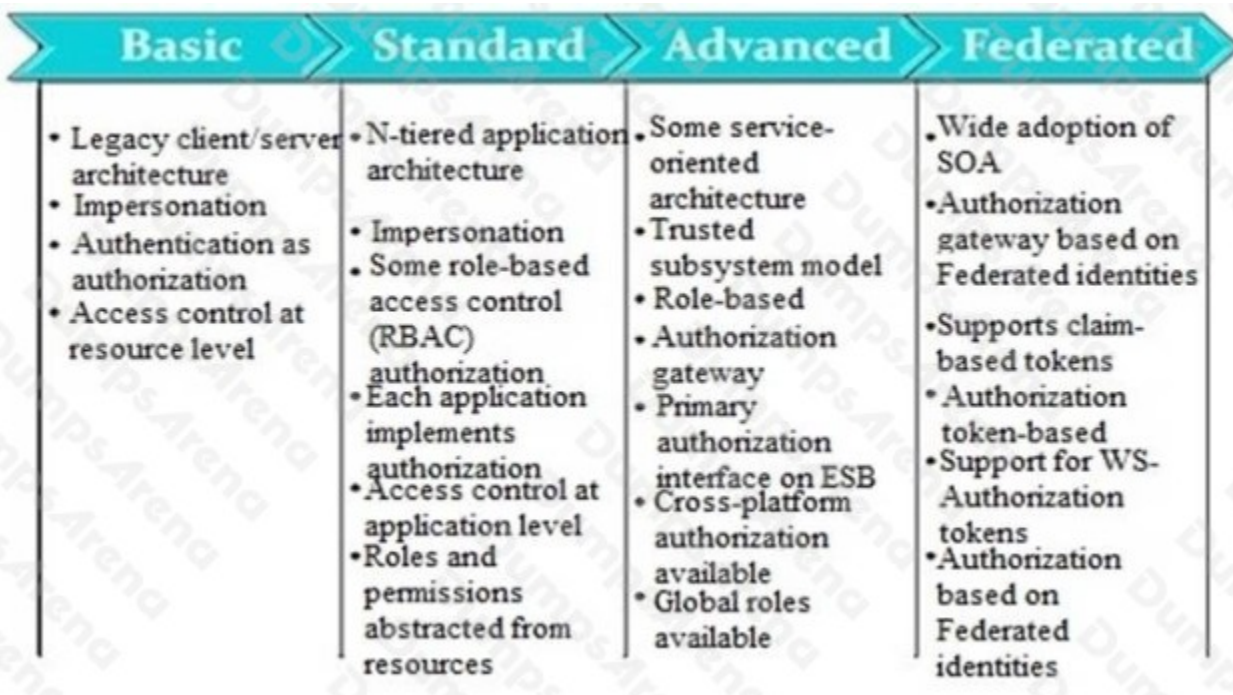 Basic
Standard
Advanced
Federated
• Legacy client/server
architecture
• Impersonation
• Authentication as
authorization
• Access control at
resource level
• N-tiered application
architecture
• Impersonation
• Some role-based
access control
(RBAC)
authorization
• Each application
implements
authorization
• Access control at
application level
• Roles and
permissions
abstracted from
resources
• Some service-
oriented
architecture
• Trusted
subsystem model
• Role-based
• Authorization
gateway
• Primary
authorization
interface on ESB
• Cross-platform
authorization
available
• Global roles
available
• Wide adoption of
SOA
• Authorization
gateway based on
Federated identities
• Supports claim-
based tokens
• Authorization
token-based
• Support for WS-
Authorization
tokens
• Authorization
based on
Federated
identities
DumpsArena